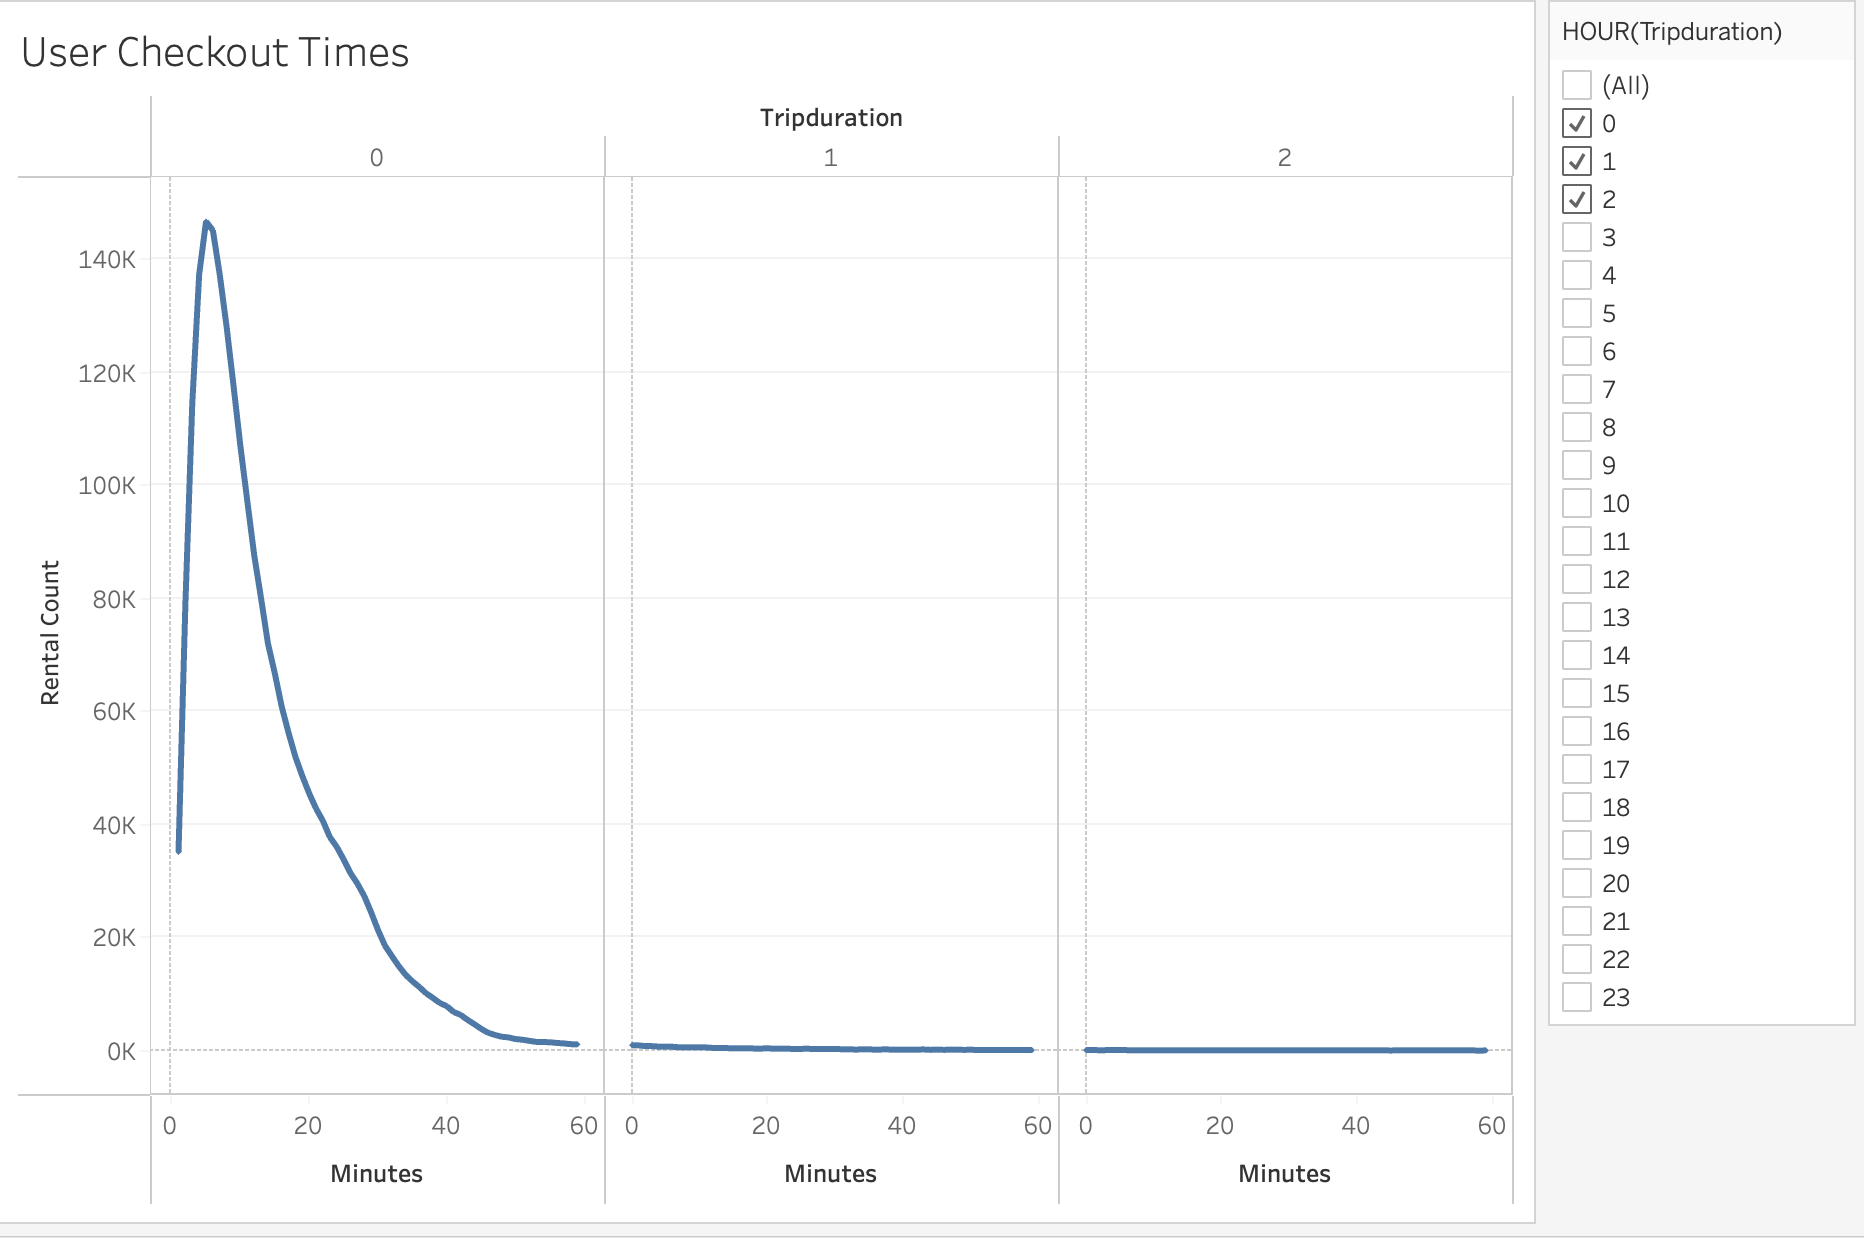 User Checkout Times
Tripduration
0 1 2
140K
120K
100K
80K
60K
40K
20K
0K
Rental Count
0 20 40 60 0 20 40 60 0 20 40 60
Minutes Minutes Minutes
HOUR(Tripduration)
(All)
0
1
2
3
4
5
6
7
8
9
10
11
12
13
14
15
16
17
18
19
20
21
22
23